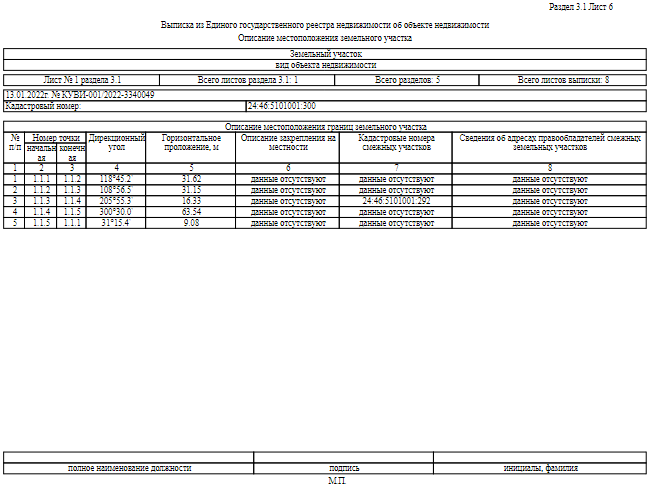 Раздел 3.1 Лист 6
Выписка из Единого государственного реестра недвижимости об объекте недвижимости
Описание местоположения земельного участка
Земельный участок
вид объекта недвижимости
Лист № 1 раздела 3.1 Всего листов раздела 3.1: 1 Всего разделов: 5 Всего листов выписки: 8
13.01.2022г. № КУВИ-001/2022-3340049
Кадастровый номер: 24:46:5101001:300
Описание местоположения границ земельного участка
№ п/п Номер точки Дирекционный угол Горизонтальное проложение, м Описание закрепления на местности Кадастровые номера смежных участков Сведения об адресах правообладателей смежных земельных участков
начальная конечная
1 2 3 4 5 6 7 8
1 1.1.1 1.1.2 118°45.2` 31.62 данные отсутствуют данные отсутствуют данные отсутствуют
2 1.1.2 1.1.3 108°56.5` 31.15 данные отсутствуют данные отсутствуют данные отсутствуют
3 1.1.3 1.1.4 205°55.3` 16.33 данные отсутствуют 24:46:5101001:292 данные отсутствуют
4 1.1.4 1.1.5 300°30.0` 63.54 данные отсутствуют данные отсутствуют данные отсутствуют
5 1.1.5 1.1.1 31°15.4` 9.08 данные отсутствуют данные отсутствуют данные отсутствуют
полное наименование должности подпись инициалы, фамилия
М.П.